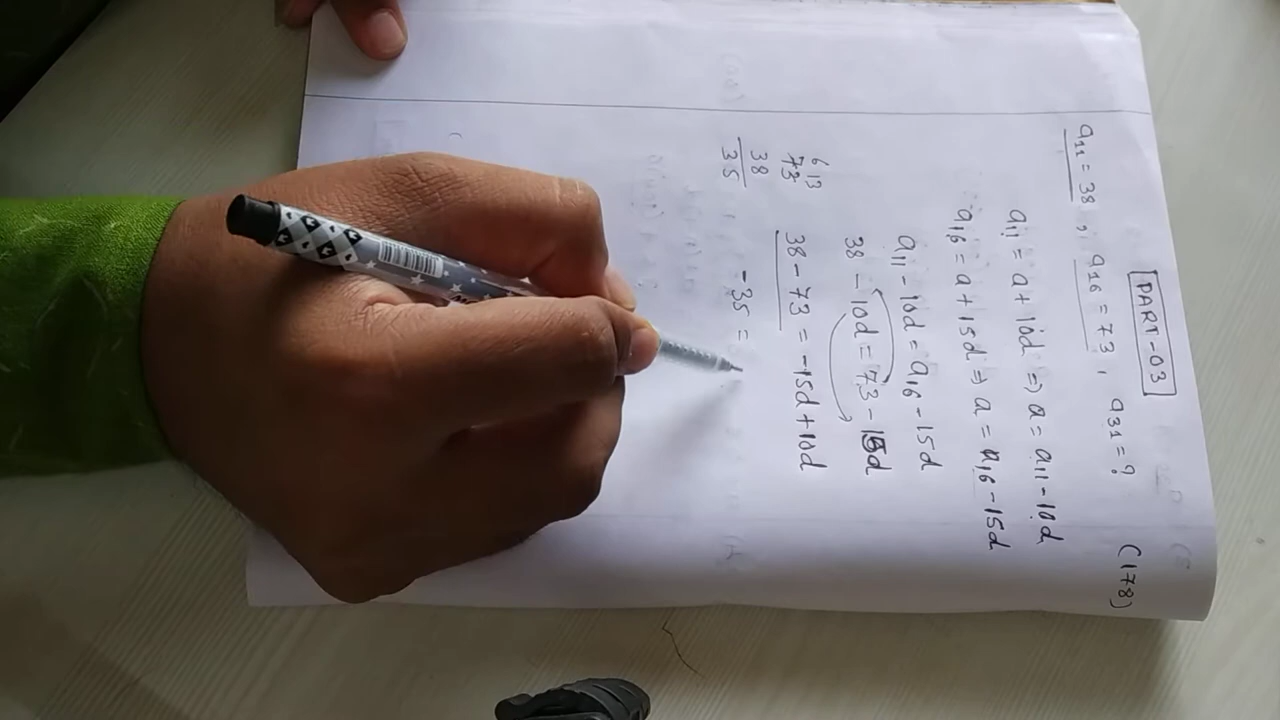 PART-03
a11 = 38, a16 = 73, a31 = ? (178)
a11 = a + 10d ⇒ a = a11 - 10d
a16 = a + 15d ⇒ a = a16 - 15d
a11 - 10d = a16 - 15d
38 - 10d = 73 - 15d
6 13
73
38
35
38 - 73 = -15d + 10d
-35 =